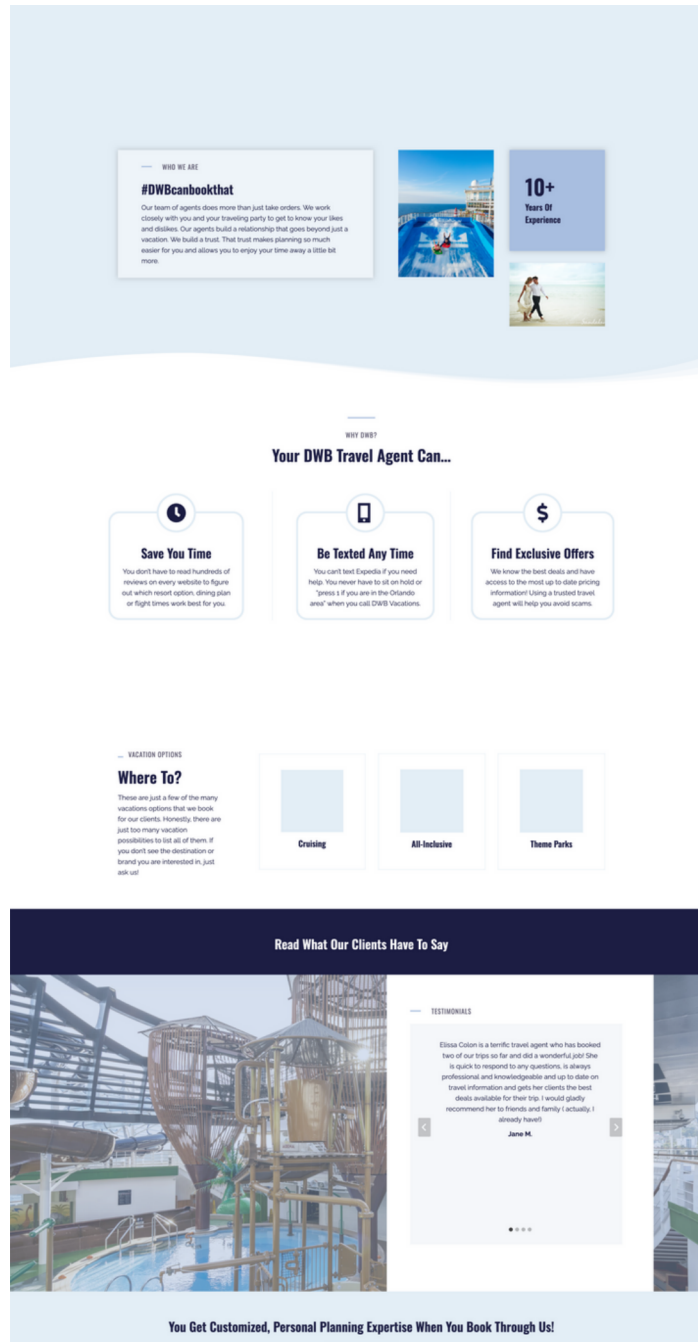 WHO WE ARE
#DWBcanbookthat
Our team of agents does more than just take orders. We work
closely with you and your traveling party to get to know your likes
and dislikes. Our agents build a relationship that goes beyond just a
vacation. We build a trust. That trust makes planning so much
easier for you and allows you to enjoy your time away a little bit
more.
10+
Years Of
Experience
WHY DWB?
Your DWB Travel Agent Can...
Save You Time
You don't have to read hundreds of
reviews on every website to figure
out which resort option, dining plan
or flight times work best for you.
Be Texted Any Time
You can't text Expedia if you need
help. You never have to sit on hold or
"press 1 if you are in the Orlando
area" when you call DWB Vacations.
Find Exclusive Offers
We know the best deals and have
access to the most up to date pricing
information! Using a trusted travel
agent will help you avoid scams.
VACATION OPTIONS
Where To?
These are just a few of the many
vacations options that we book
for our clients. Honestly, there are
just too many vacation
possibilities to list all of them. If
you don't see the destination or
brand you are interested in, just
ask us!
Cruising
All-Inclusive
Theme Parks
Read What Our Clients Have To Say
TESTIMONIALS
Elissa Colon is a terrific travel agent who has booked
two of our trips so far and did a wonderful job! She
is quick to respond to any questions, is always
professional and knowledgeable and up to date on
travel information and gets her clients the best
deals available for their trip. I would gladly
recommend her to friends and family ( actually, I
already have!)
Jane M.
You Get Customized, Personal Planning Expertise When You Book Through Us!